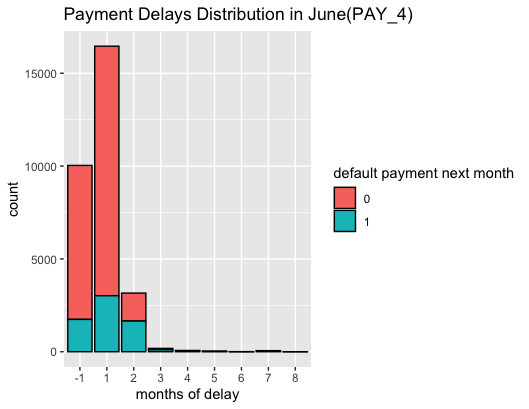 Payment Delays Distribution in June(PAY_4)
count
15000
10000
5000
0
-1 1 2 3 4 5 6 7 8
months of delay
default payment next month
0
1